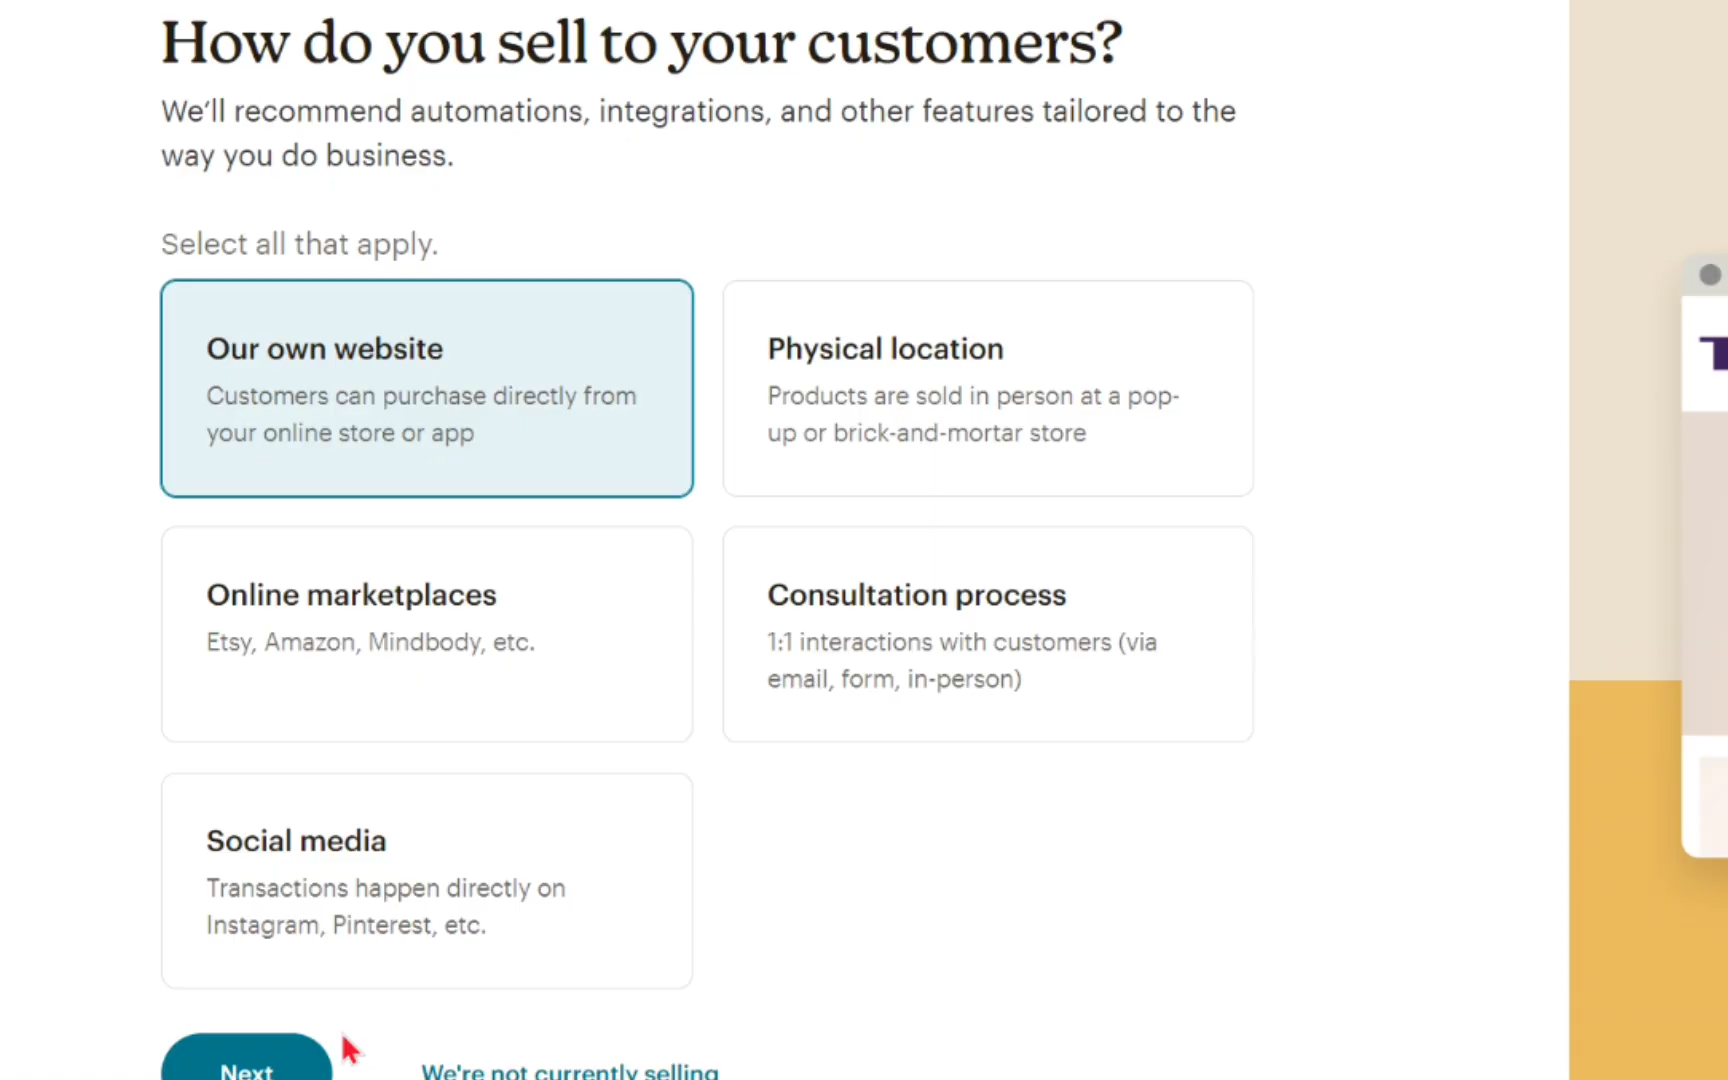 How do you sell to your customers?
We'll recommend automations, integrations, and other features tailored to the
way you do business.
Select all that apply.
Our own website
Customers can purchase directly from
your online store or app
Physical location
Products are sold in person at a pop-
up or brick-and-mortar store
Online marketplaces
Etsy, Amazon, Mindbody, etc.
Consultation process
1:1 interactions with customers (via
email, form, in-person)
Social media
Transactions happen directly on
Instagram, Pinterest, etc.
Next
We're not currently selling